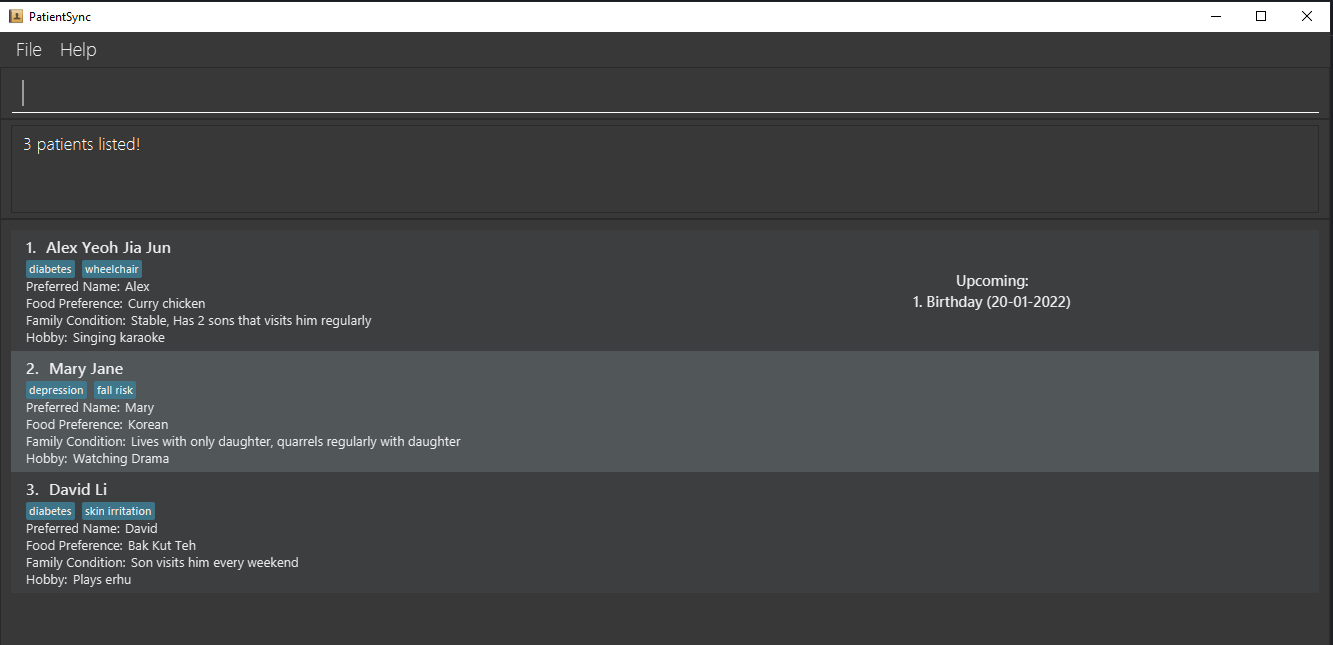 PatientSync
File Help
3 patients listed!
1. Alex Yeoh Jia Jun
diabetes wheelchair
Preferred Name: Alex
Food Preference: Curry chicken
Family Condition: Stable, Has 2 sons that visits him regularly
Hobby: Singing karaoke
Upcoming:
1. Birthday (20-01-2022)
2. Mary Jane
depression fall risk
Preferred Name: Mary
Food Preference: Korean
Family Condition: Lives with only daughter, quarrels regularly with daughter
Hobby: Watching Drama
3. David Li
diabetes skin irritation
Preferred Name: David
Food Preference: Bak Kut Teh
Family Condition: Son visits him every weekend
Hobby: Plays erhu